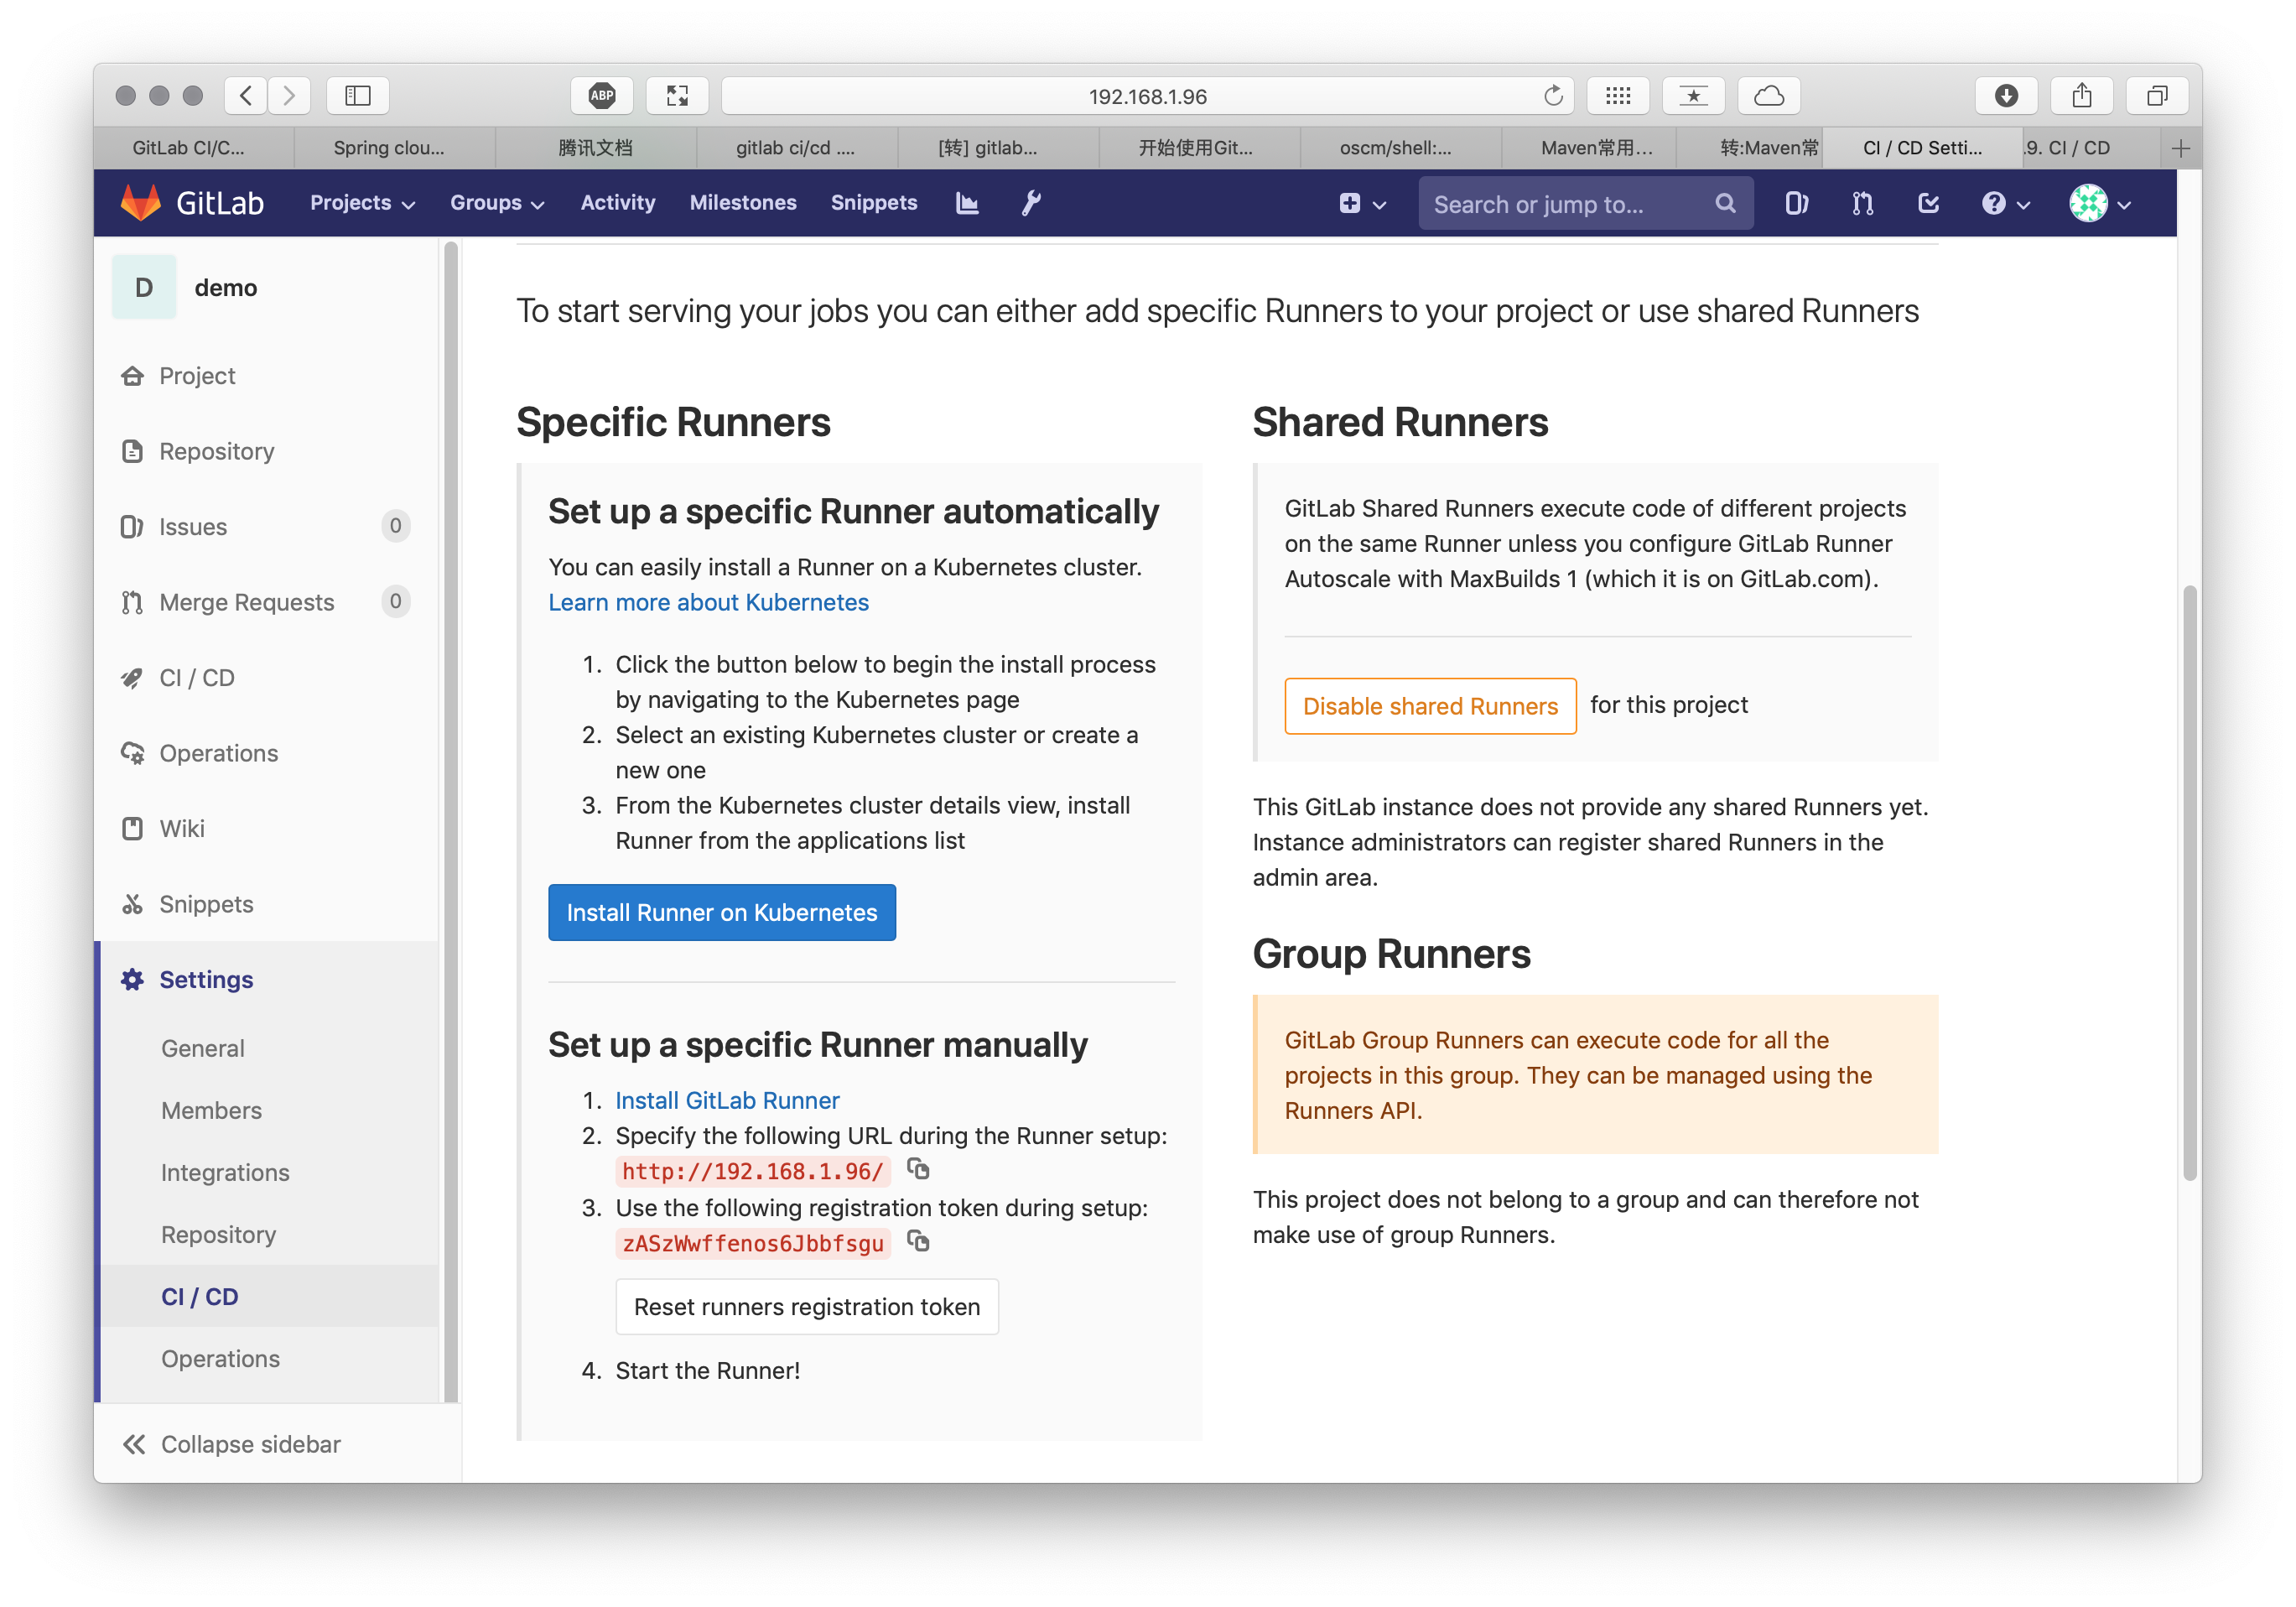 ABP
192.168.1.96
GitLab CI/C...
Spring clou...
腾讯文档
gitlab ci/cd ....
[转] gitlab...
开始使用Git...
oscm/shell:...
Maven常用...
转:Maven常
CI / CD Setti...
.9. CI / CD
GitLab
Projects
Groups
Activity
Milestones
Snippets
Search or jump to...
D
demo
Project
Repository
Issues 0
Merge Requests 0
CI / CD
Operations
Wiki
Snippets
Settings
General
Members
Integrations
Repository
CI / CD
Operations
Collapse sidebar
To start serving your jobs you can either add specific Runners to your project or use shared Runners
Specific Runners
Set up a specific Runner automatically
You can easily install a Runner on a Kubernetes cluster.
Learn more about Kubernetes
1. Click the button below to begin the install process
by navigating to the Kubernetes page
2. Select an existing Kubernetes cluster or create a
new one
3. From the Kubernetes cluster details view, install
Runner from the applications list
Install Runner on Kubernetes
Set up a specific Runner manually
1. Install GitLab Runner
2. Specify the following URL during the Runner setup:
http://192.168.1.96/
3. Use the following registration token during setup:
zASzWwffenos6Jbbfsgu
Reset runners registration token
4. Start the Runner!
Shared Runners
GitLab Shared Runners execute code of different projects
on the same Runner unless you configure GitLab Runner
Autoscale with MaxBuilds 1 (which it is on GitLab.com).
Disable shared Runners for this project
This GitLab instance does not provide any shared Runners yet.
Instance administrators can register shared Runners in the
admin area.
Group Runners
GitLab Group Runners can execute code for all the
projects in this group. They can be managed using the
Runners API.
This project does not belong to a group and can therefore not
make use of group Runners.